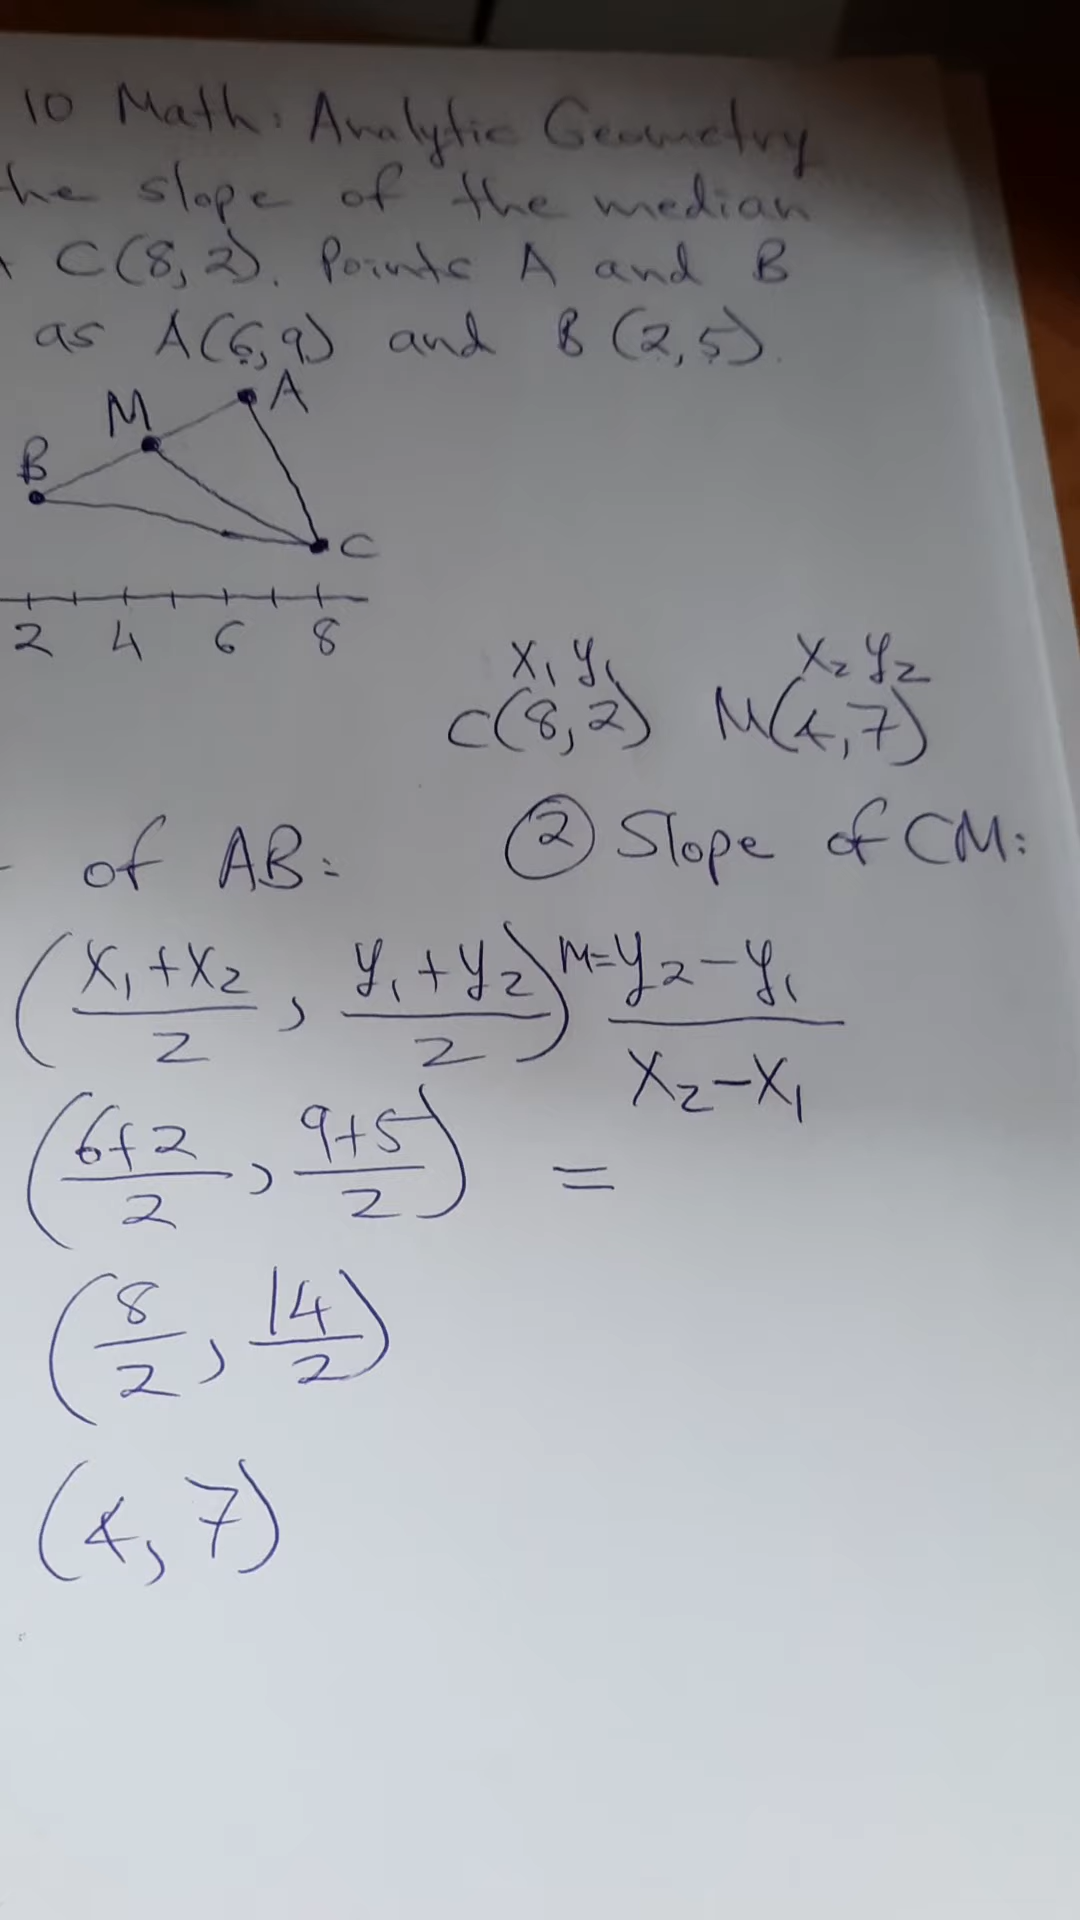 10 Math: Analytic Geometry
the slope of the median
C(8,2). Points A and B
as A(6,9) and B(2,5).
A
M
B
C
2 4 6 8
x₁ y₁ x₂ y₂
C(8,2) M(4,7)
of AB: ② Slope of CM:
(x₁+x₂/2, y₁+y₂/2) M=y₂-y₁/x₂-x₁
(6+2/2, 9+5/2) =
(8/2, 14/2)
(4,7)